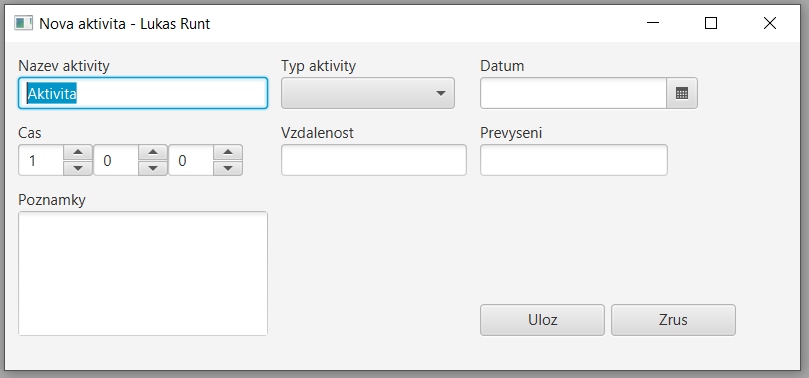 Nova aktivita - Lukas Runt
Nazev aktivity Typ aktivity Datum
Aktivita
Cas Vzdalenost Prevyseni
1 0 0
Poznamky
Uloz Zrus